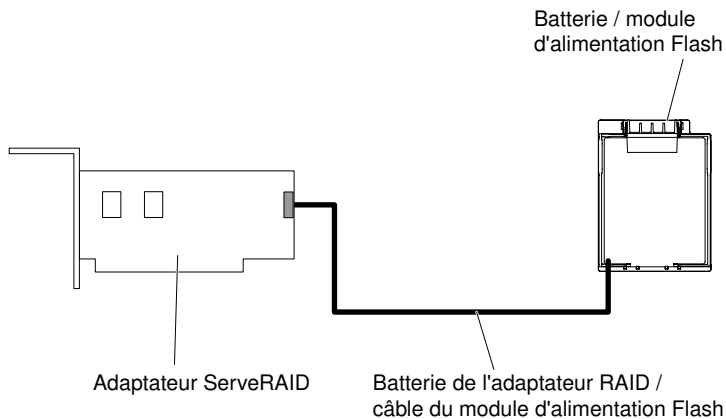 Batterie / module
d'alimentation Flash
Adaptateur ServeRAID
Batterie de l'adaptateur RAID /
câble du module d'alimentation Flash